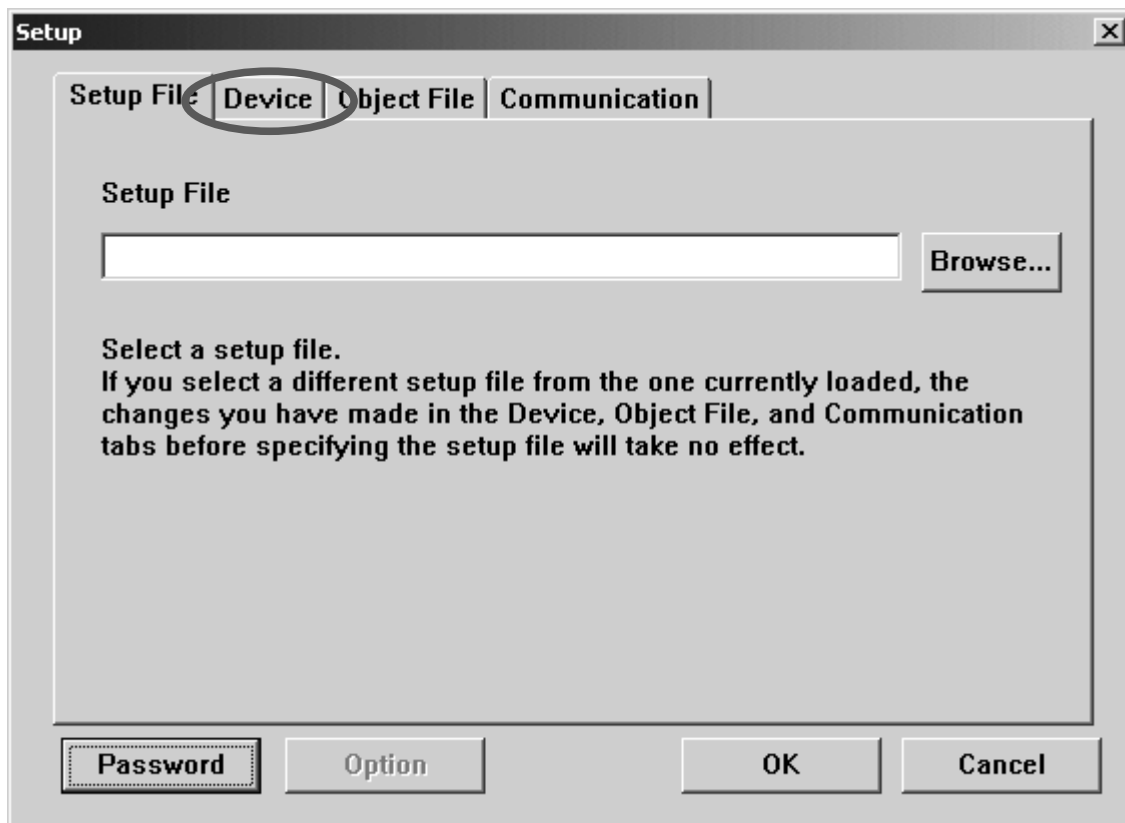 Setup
Setup File Device Object File Communication
Setup File
Browse...
Select a setup file.
If you select a different setup file from the one currently loaded, the
changes you have made in the Device, Object File, and Communication
tabs before specifying the setup file will take no effect.
Password Option OK Cancel